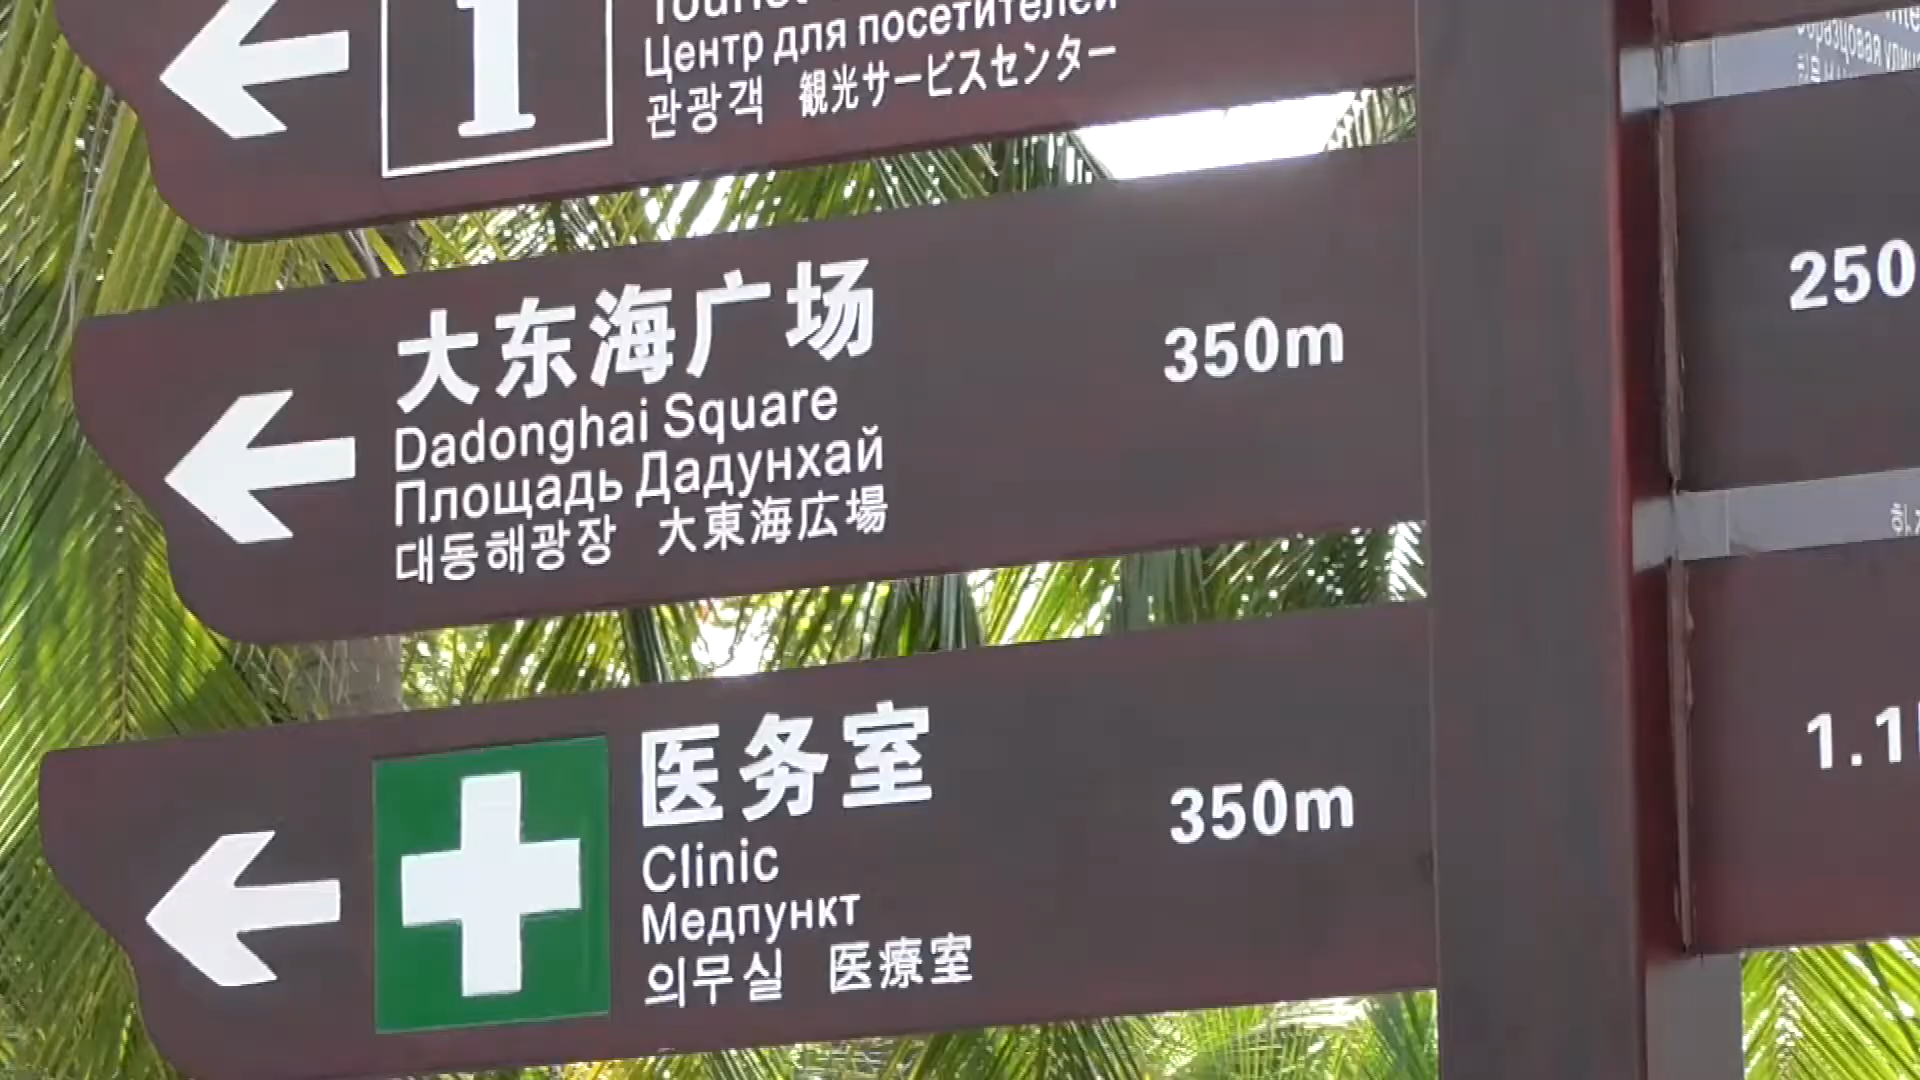 Центр для посетителей
관광객 観光サービスセンター
大东海广场
350m
Dadonghai Square
Площадь Дадунхай
대동해광장 大東海広場
医务室
350m
Clinic
Медпункт
의무실 医療室
250
1.1